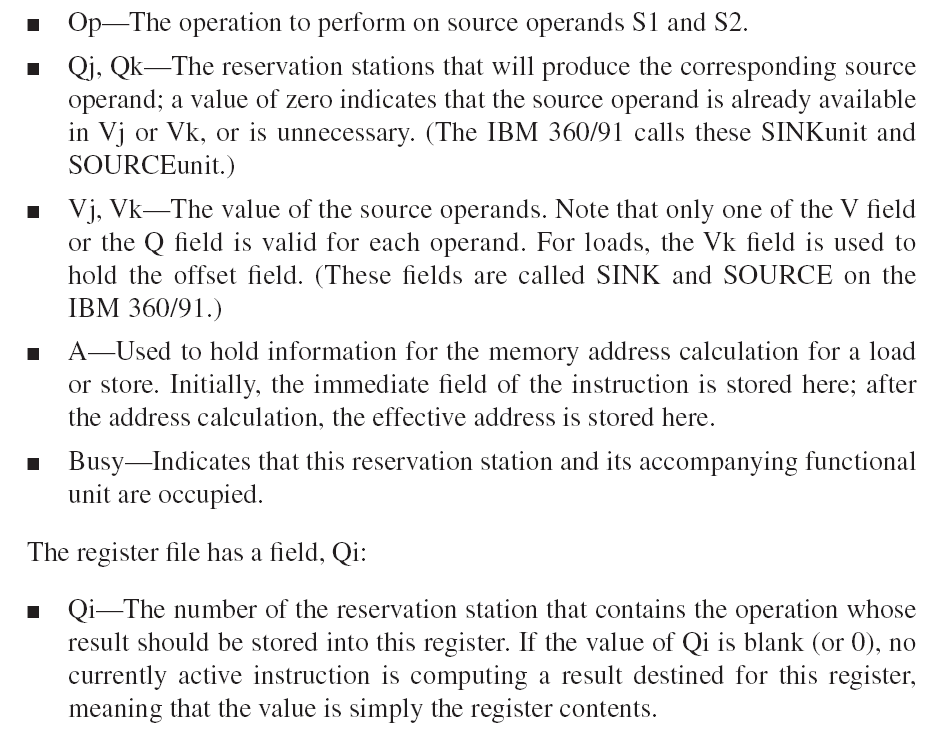 ■ Op—The operation to perform on source operands S1 and S2.
■ Qj, Qk—The reservation stations that will produce the corresponding source
operand; a value of zero indicates that the source operand is already available
in Vj or Vk, or is unnecessary. (The IBM 360/91 calls these SINKunit and
SOURCEunit.)
■ Vj, Vk—The value of the source operands. Note that only one of the V field
or the Q field is valid for each operand. For loads, the Vk field is used to
hold the offset field. (These fields are called SINK and SOURCE on the
IBM 360/91.)
■ A—Used to hold information for the memory address calculation for a load
or store. Initially, the immediate field of the instruction is stored here; after
the address calculation, the effective address is stored here.
■ Busy—Indicates that this reservation station and its accompanying functional
unit are occupied.
The register file has a field, Qi:
■ Qi—The number of the reservation station that contains the operation whose
result should be stored into this register. If the value of Qi is blank (or 0), no
currently active instruction is computing a result destined for this register,
meaning that the value is simply the register contents.